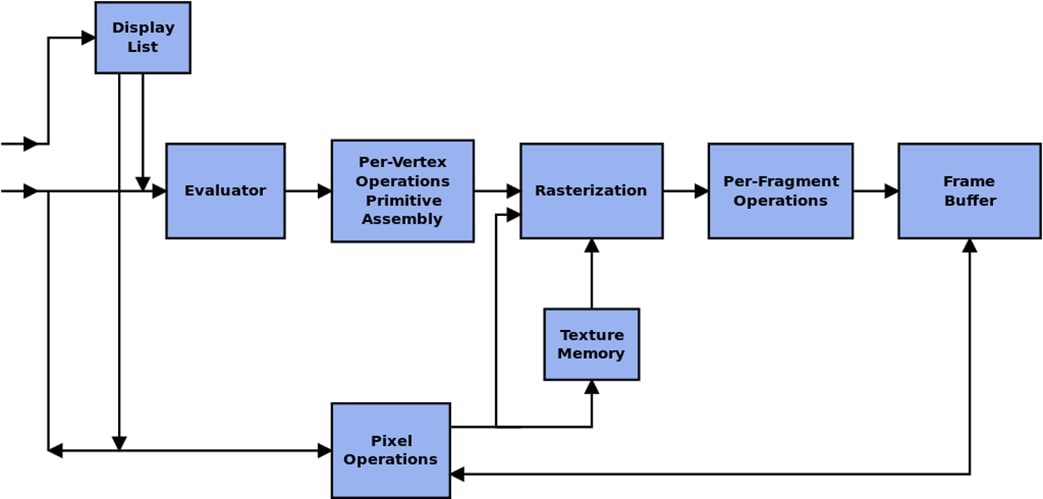 Display
List
Evaluator
Per-Vertex
Operations
Primitive
Assembly
Rasterization
Per-Fragment
Operations
Frame
Buffer
Texture
Memory
Pixel
Operations